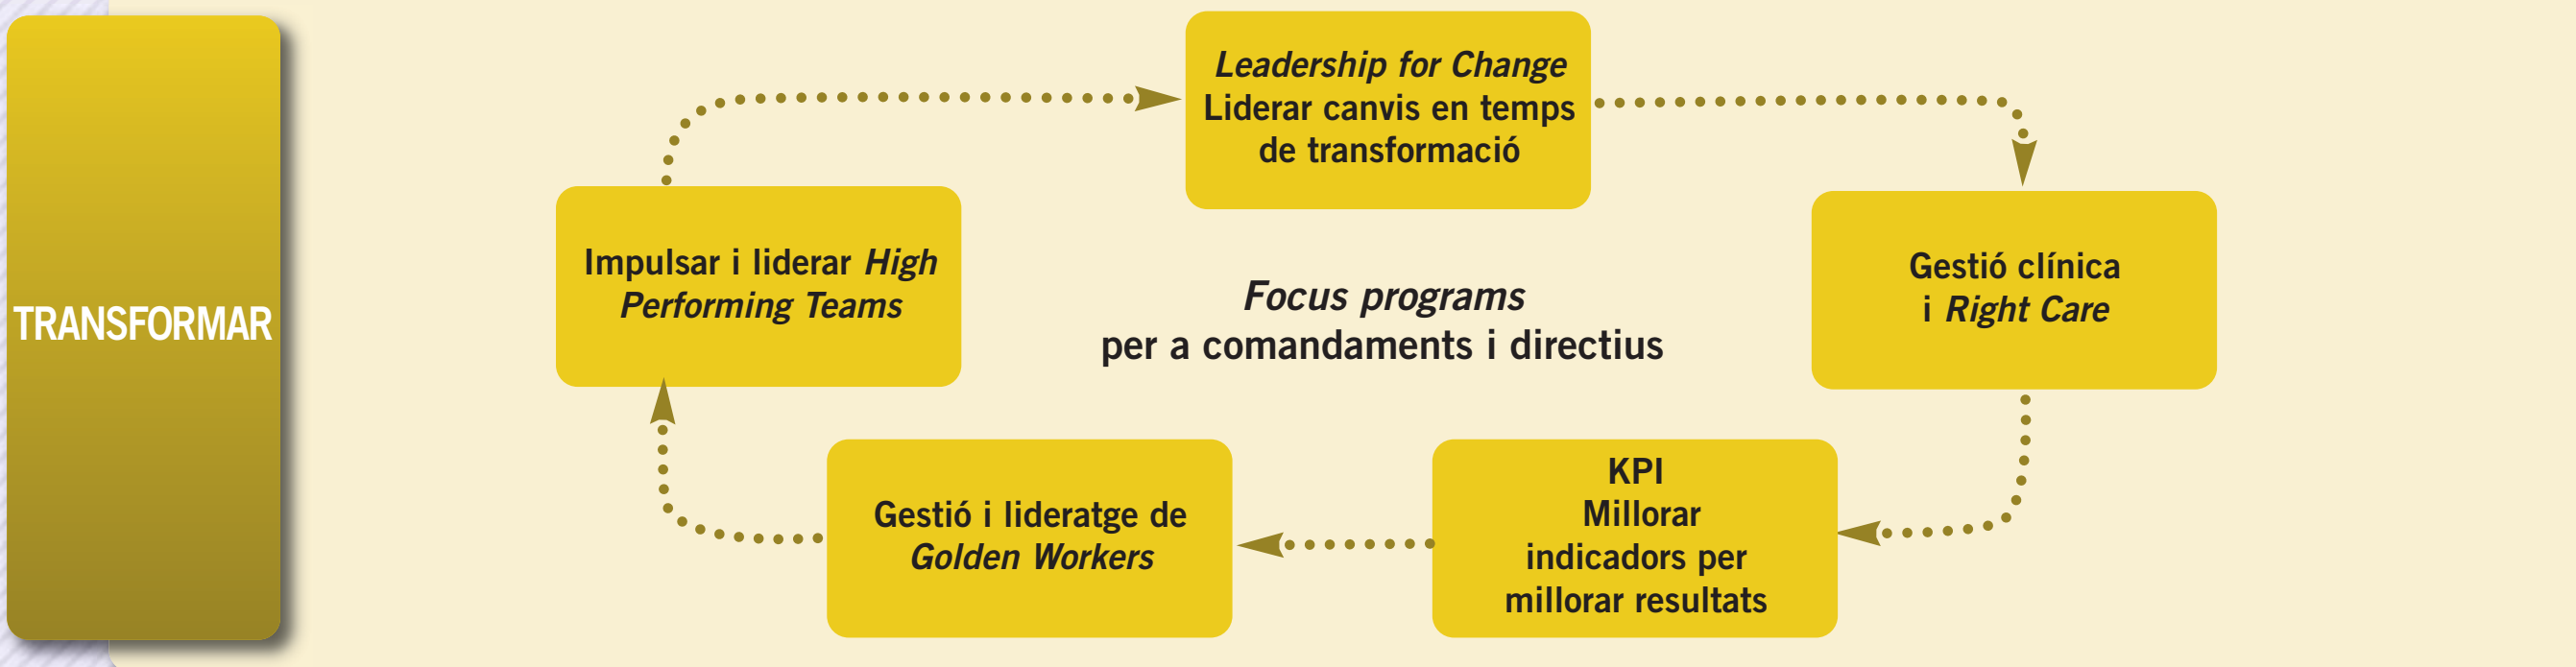 TRANSFORMAR
Leadership for Change
Liderar canvis en temps
de transformació
Impulsar i liderar High
Performing Teams
Focus programs
per a comandaments i directius
Gestió clínica
i Right Care
Gestió i lideratge de
Golden Workers
KPI
Millorar
indicadors per
millorar resultats